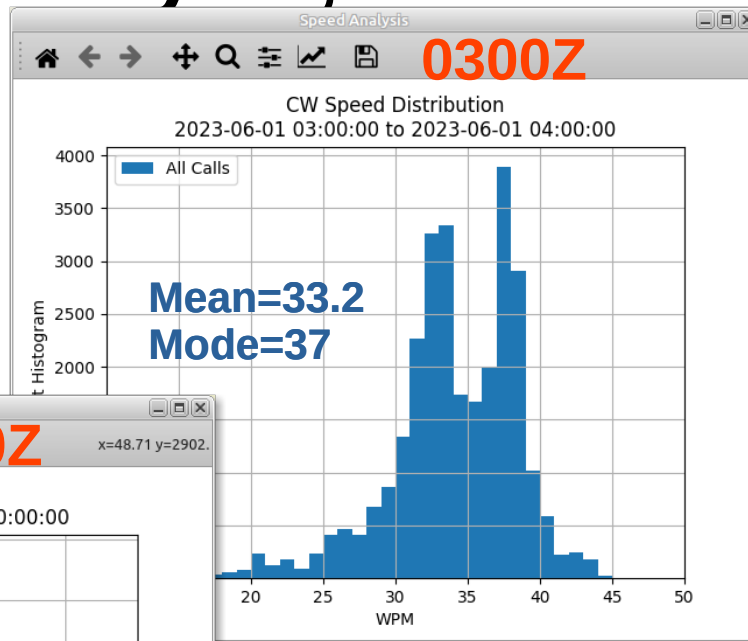 Speed Analysis
0300Z
CW Speed Distribution
2023-06-01 03:00:00 to 2023-06-01 04:00:00
4000
All Calls
3500
3000
Mean=33.2
2500
Mode=37
2000
Histogram
x=48.71 y=2902.
0:00:00
20 25 30 35 40 45 50
WPM